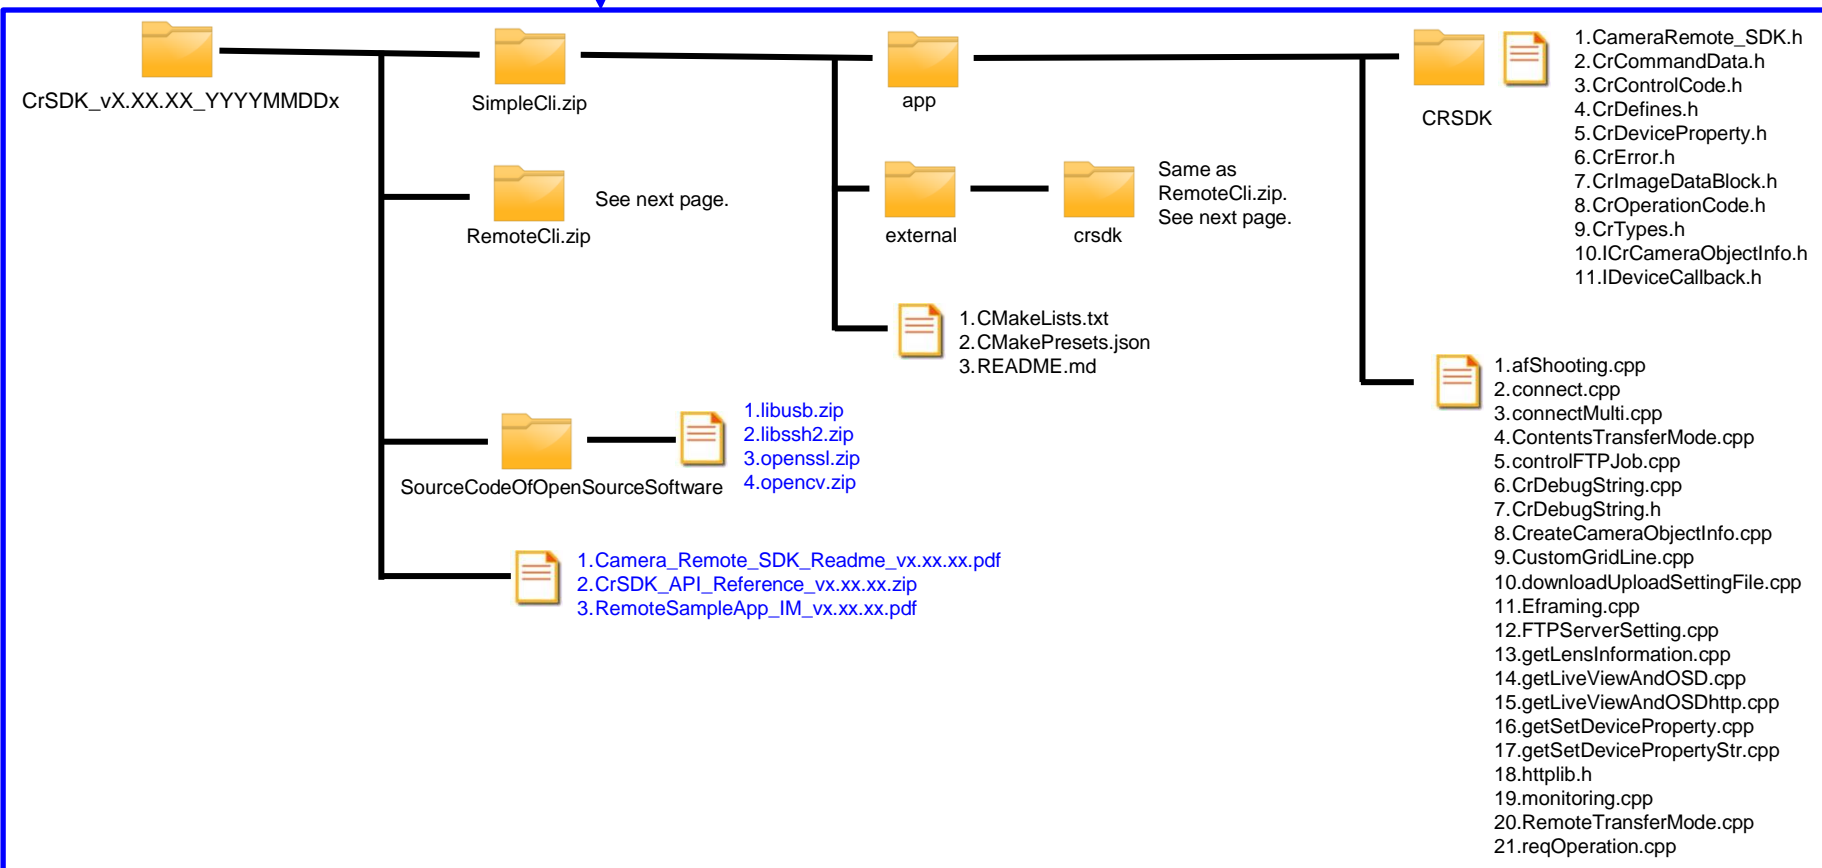 CrSDK_vX.XX.XX_YYYYMMDDx
SimpleCli.zip
app
CRSDK
1.CameraRemote_SDK.h
2.CrCommandData.h
3.CrControlCode.h
4.CrDefines.h
5.CrDeviceProperty.h
6.CrError.h
7.CrImageDataBlock.h
8.CrOperationCode.h
9.CrTypes.h
10.ICrCameraObjectInfo.h
11.IDeviceCallback.h
RemoteCli.zip
See next page.
external
crsdk
Same as
RemoteCli.zip.
See next page.
1.CMakeLists.txt
2.CMakePresets.json
3.README.md
1.afShooting.cpp
2.connect.cpp
3.connectMulti.cpp
4.ContentsTransferMode.cpp
5.controlFTPJob.cpp
6.CrDebugString.cpp
7.CrDebugString.h
8.CreateCameraObjectInfo.cpp
9.CustomGridLine.cpp
10.downloadUploadSettingFile.cpp
11.Eframing.cpp
12.FTPServerSetting.cpp
13.getLensInformation.cpp
14.getLiveViewAndOSD.cpp
15.getLiveViewAndOSDhttp.cpp
16.getSetDeviceProperty.cpp
17.getSetDevicePropertyStr.cpp
18.httplib.h
19.monitoring.cpp
20.RemoteTransferMode.cpp
21.reqOperation.cpp
SourceCodeOfOpenSourceSoftware
1.libusb.zip
2.libssh2.zip
3.openssl.zip
4.opencv.zip
1.Camera_Remote_SDK_Readme_vx.xx.xx.pdf
2.CrSDK_API_Reference_vx.xx.xx.zip
3.RemoteSampleApp_IM_vx.xx.xx.pdf